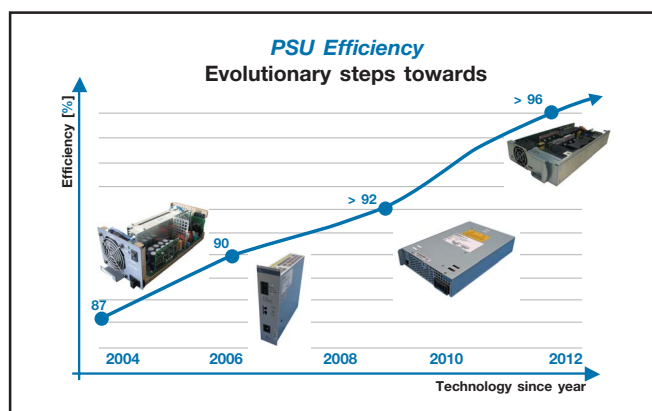 PSU Efficiency
Evolutionary steps towards
Efficiency [%]
> 96
> 92
90
87
2004 2006 2008 2010 2012
Technology since year